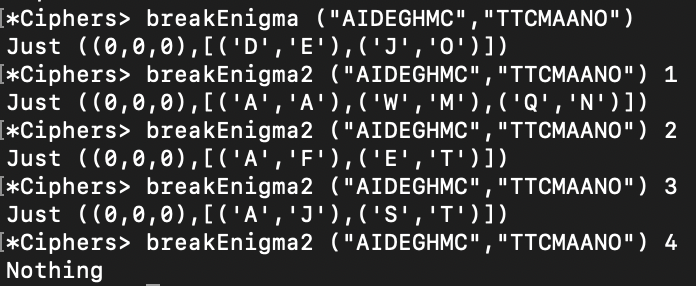 *Ciphers> breakEnigma ("AIDEGHMC","TTCMAANO")
Just ((0,0,0),[('D','E'),('J','O')])
*Ciphers> breakEnigma2 ("AIDEGHMC","TTCMAANO") 1
Just ((0,0,0),[('A','A'),('W','M'),('Q','N')])
*Ciphers> breakEnigma2 ("AIDEGHMC","TTCMAANO") 2
Just ((0,0,0),[('A','F'),('E','T')])
*Ciphers> breakEnigma2 ("AIDEGHMC","TTCMAANO") 3
Just ((0,0,0),[('A','J'),('S','T')])
*Ciphers> breakEnigma2 ("AIDEGHMC","TTCMAANO") 4
Nothing